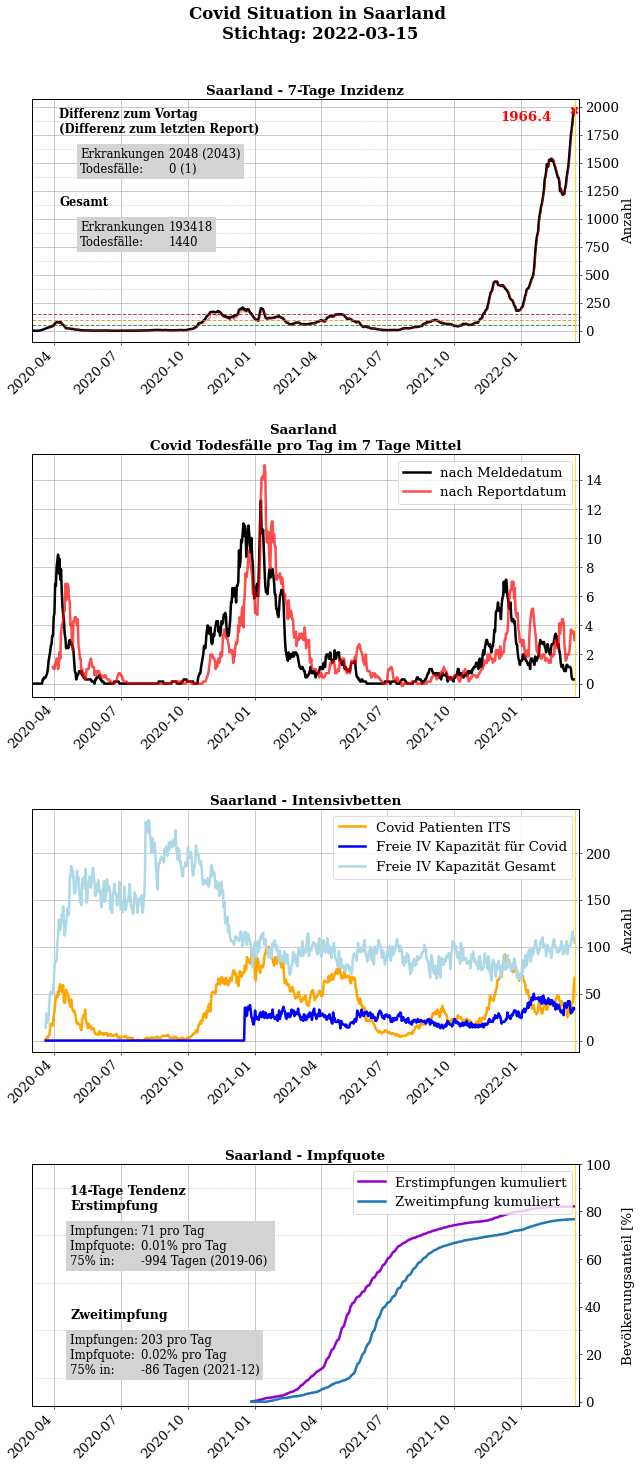 Covid Situation in Saarland
Stichtag: 2022-03-15
Saarland - 7-Tage Inzidenz
Differenz zum Vortag
(Differenz zum letzten Report)
Erkrankungen 2048 (2043)
Todesfälle: 0 (1)
Gesamt
Erkrankungen 193418
Todesfälle: 1440
1966.4
2000
1750
1500
1250
1000
750
500
250
0
Anzahl
2020-04 2020-07 2020-10 2021-01 2021-04 2021-07 2021-10 2022-01
Saarland
Covid Todesfälle pro Tag im 7 Tage Mittel
nach Meldedatum
nach Reportdatum
14
12
10
8
6
4
2
0
2020-04 2020-07 2020-10 2021-01 2021-04 2021-07 2021-10 2022-01
Saarland - Intensivbetten
Covid Patienten ITS
Freie IV Kapazität für Covid
Freie IV Kapazität Gesamt
200
150
100
50
0
Anzahl
2020-04 2020-07 2020-10 2021-01 2021-04 2021-07 2021-10 2022-01
Saarland - Impfquote
14-Tage Tendenz
Erstimpfung
Impfungen: 71 pro Tag
Impfquote: 0.01% pro Tag
75% in: -994 Tagen (2019-06)
Zweitimpfung
Impfungen: 203 pro Tag
Impfquote: 0.02% pro Tag
75% in: -86 Tagen (2021-12)
Erstimpfungen kumuliert
Zweitimpfung kumuliert
100
80
60
40
20
0
Bevölkerungsanteil [%]
2020-04 2020-07 2020-10 2021-01 2021-04 2021-07 2021-10 2022-01